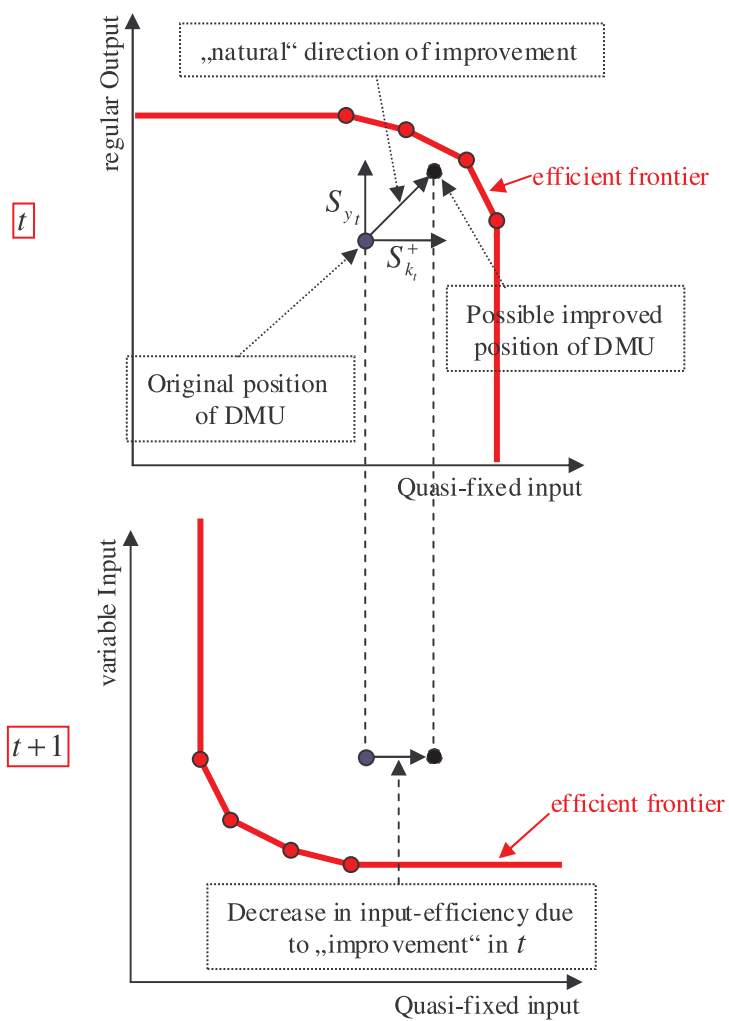 „natural“ direction of improvement
regular Output
efficient frontier
t
S_{y_t}
S_{k_t}^+
Possible improved
position of DMU
Original position
of DMU
Quasi-fixed input
variable Input
t + 1
efficient frontier
Decrease in input-efficiency due
to „improvement“ in t
Quasi-fixed input